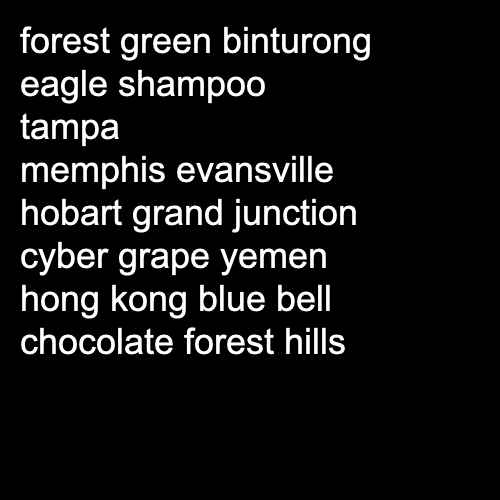 forest green binturong
eagle shampoo
tampa
memphis evansville
hobart grand junction
cyber grape yemen
hong kong blue bell
chocolate forest hills